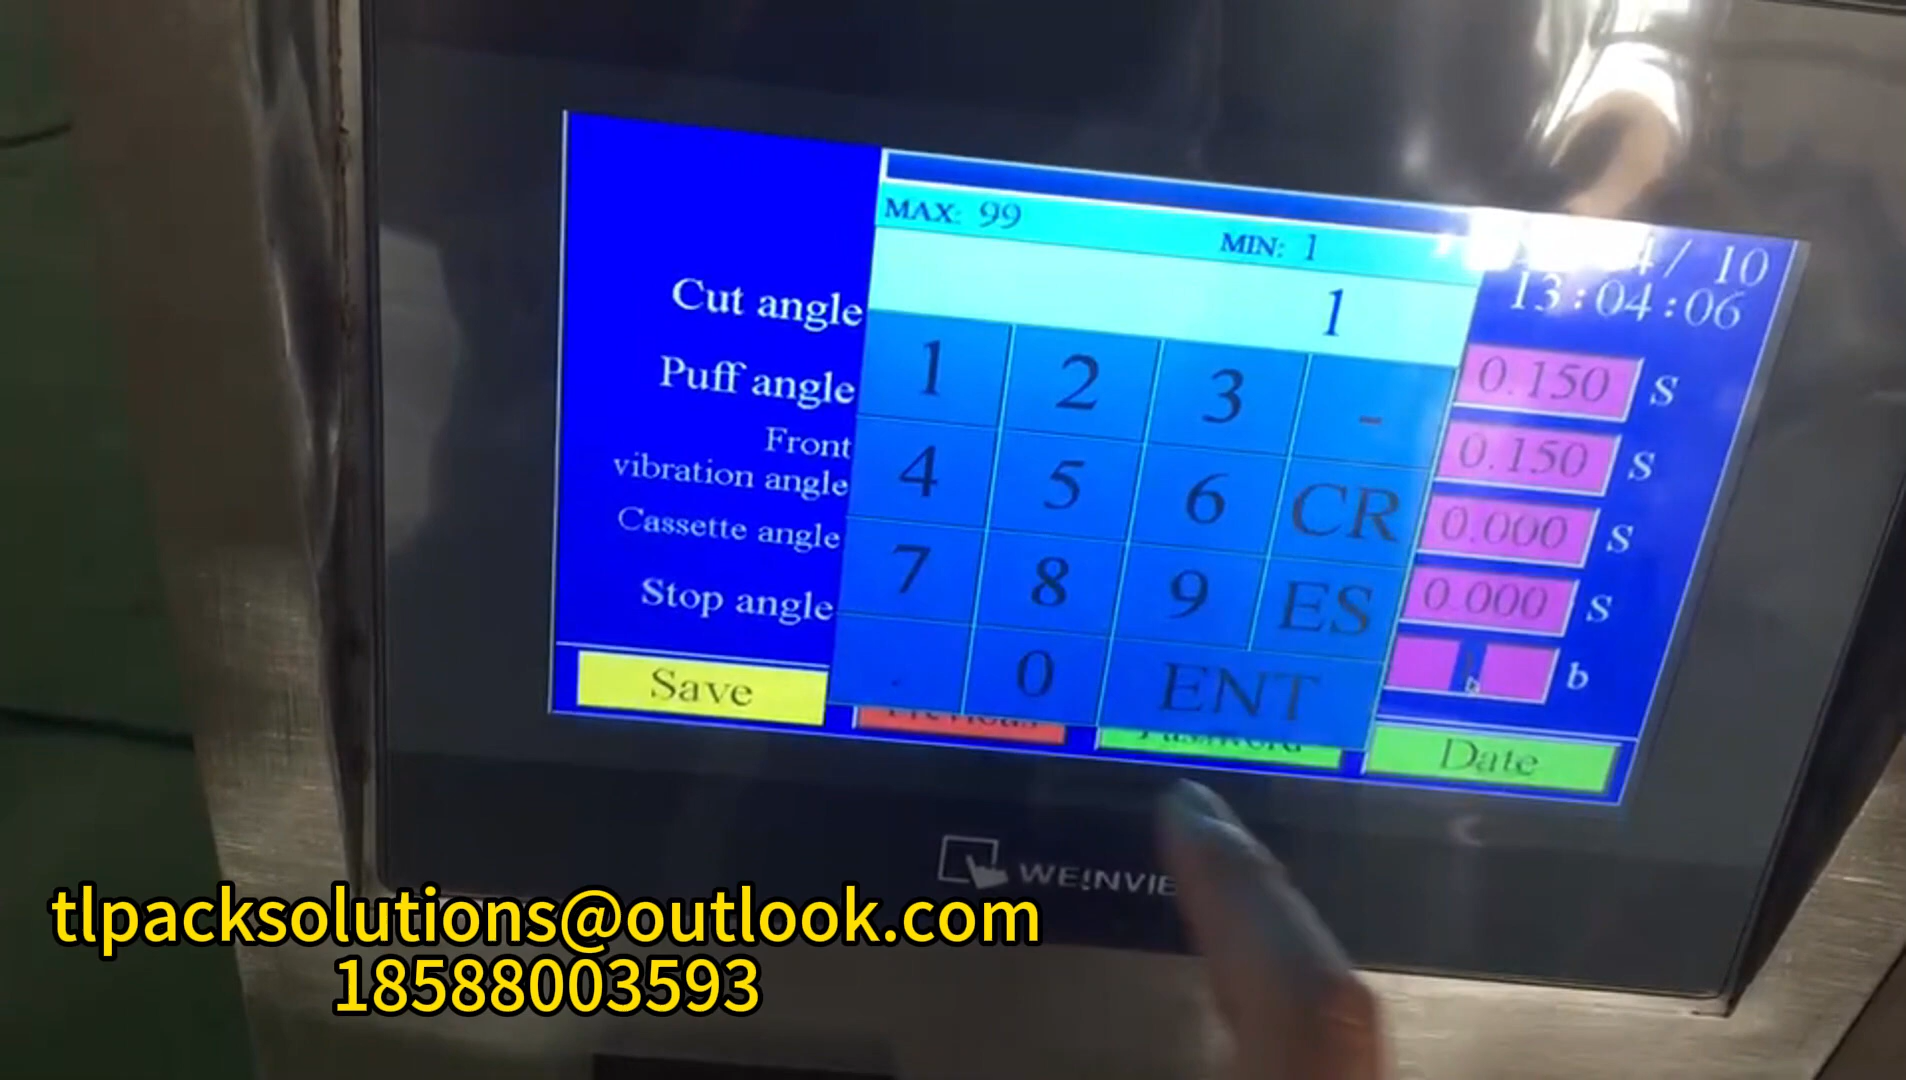 MAX: 99 MIN: 1
1
/ 10
13:04:06
Cut angle
Puff angle
Front
vibration angle
Cassette angle
Stop angle
1 2 3 -
4 5 6 CR
7 8 9 ES
. 0 ENT
0.150 S
0.150 S
0.000 S
0.000 S
b
Save
Previous
Password
Date
WEINVIE
tlpacksolutions@outlook.com
18588003593